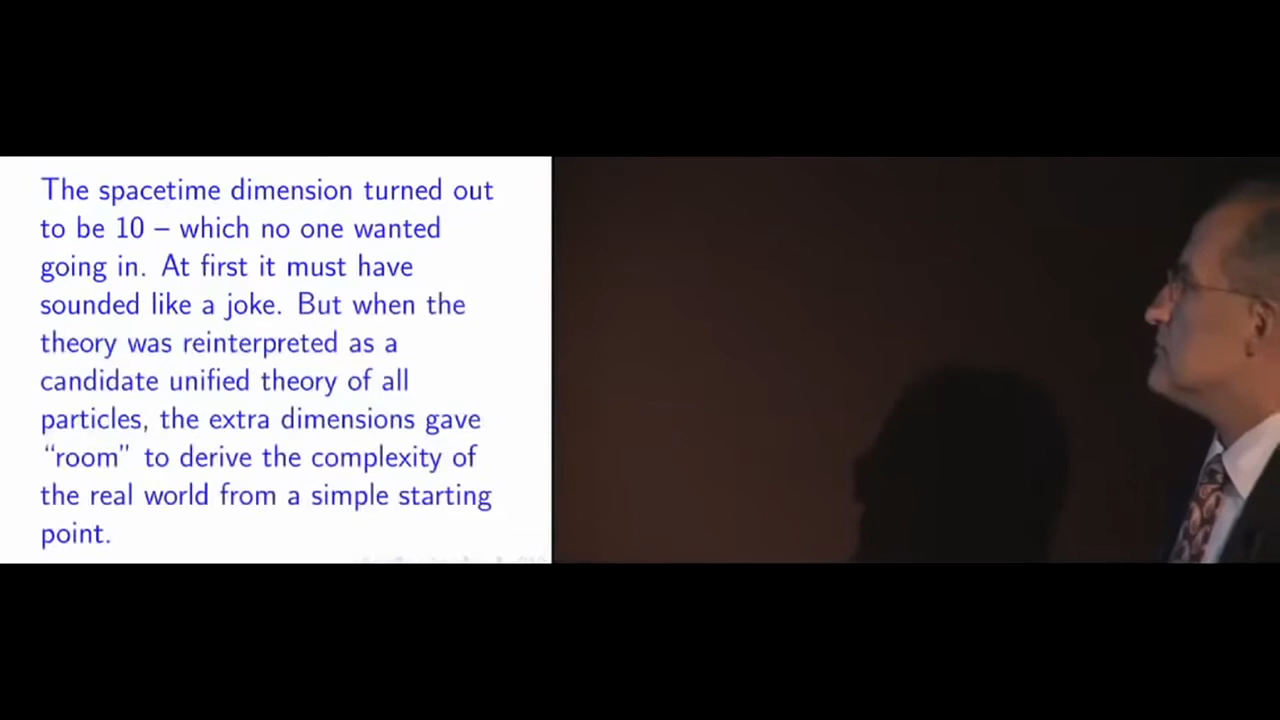 The spacetime dimension turned out
to be 10 – which no one wanted
going in. At first it must have
sounded like a joke. But when the
theory was reinterpreted as a
candidate unified theory of all
particles, the extra dimensions gave
“room” to derive the complexity of
the real world from a simple starting
point.